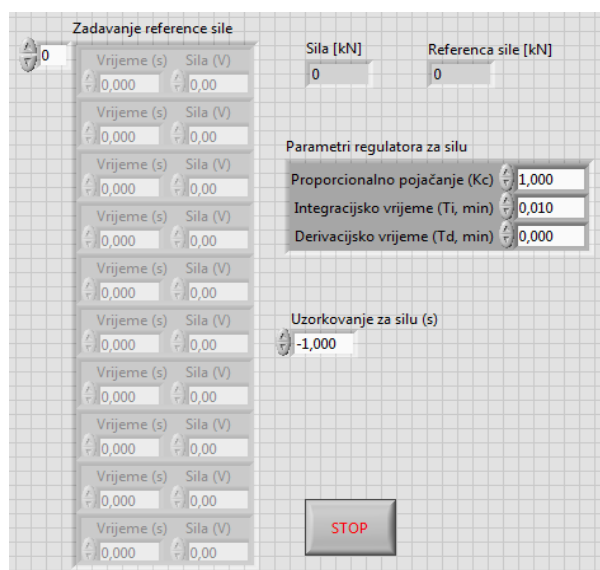 Zadavanje reference sile
0
Vrijeme (s) Sila (V)
0,000 0,00
Vrijeme (s) Sila (V)
0,000 0,00
Vrijeme (s) Sila (V)
0,000 0,00
Vrijeme (s) Sila (V)
0,000 0,00
Vrijeme (s) Sila (V)
0,000 0,00
Vrijeme (s) Sila (V)
0,000 0,00
Vrijeme (s) Sila (V)
0,000 0,00
Vrijeme (s) Sila (V)
0,000 0,00
Vrijeme (s) Sila (V)
0,000 0,00
Vrijeme (s) Sila (V)
0,000 0,00
Sila [kN] Referenca sile [kN]
0 0
Parametri regulatora za silu
Proporcionalno pojačanje (Kc) 1,000
Integracijsko vrijeme (Ti, min) 0,010
Derivacijsko vrijeme (Td, min) 0,000
Uzorkovanje za silu (s)
-1,000
STOP